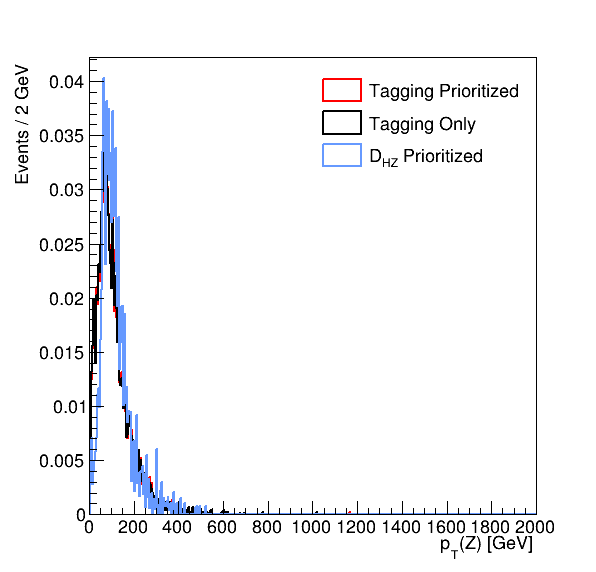 Events / 2 GeV
0.04
0.035
0.03
0.025
0.02
0.015
0.01
0.005
0
Tagging Prioritized
Tagging Only
D_HZ Prioritized
0 200 400 600 800 1000 1200 1400 1600 1800 2000
p_T(Z) [GeV]